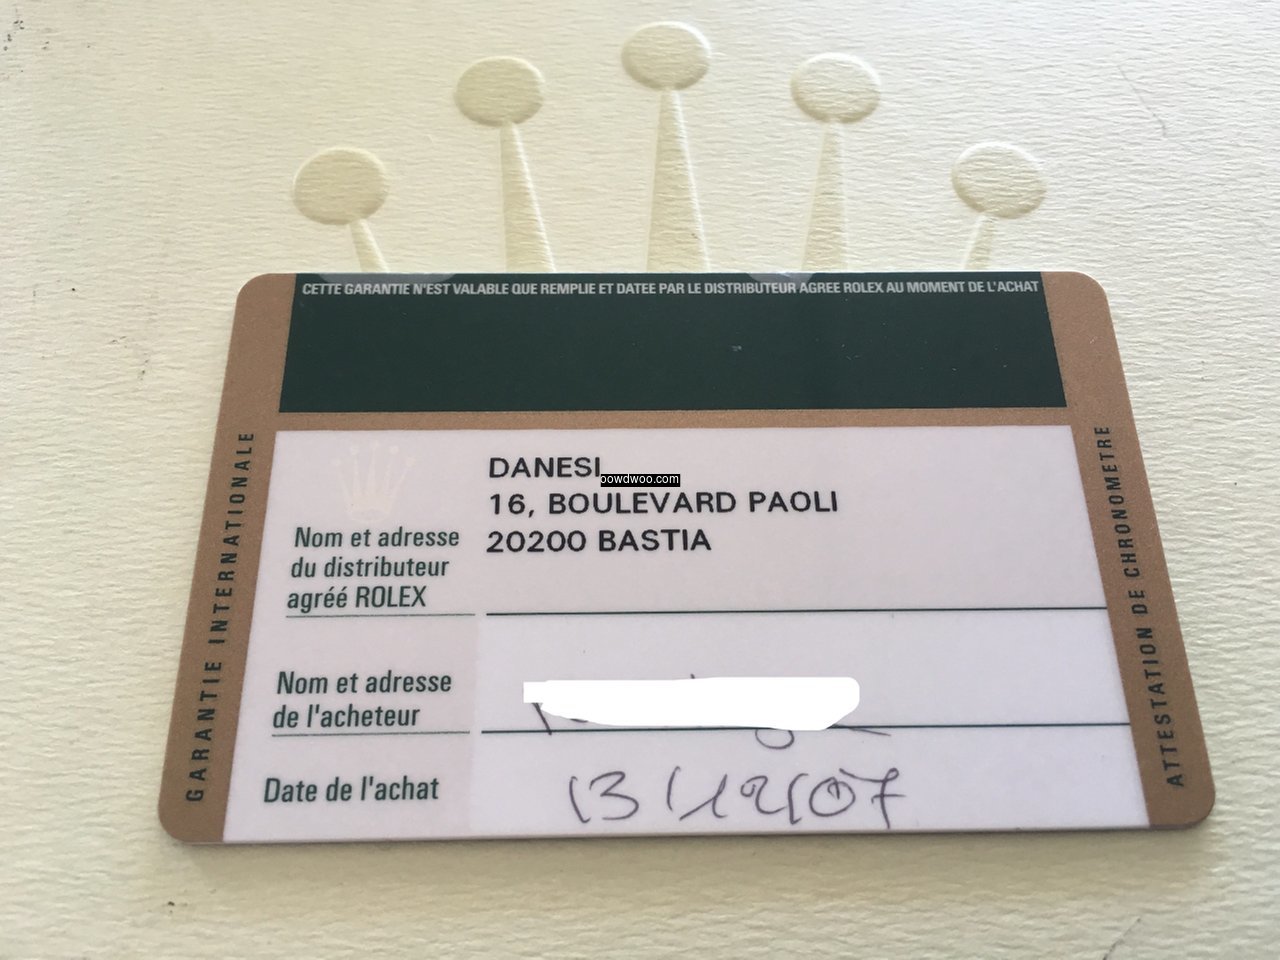 CETTE GARANTIE N'EST VALABLE QUE REMPLIE ET DATEE PAR LE DISTRIBUTEUR AGREE ROLEX AU MOMENT DE L'ACHAT
GARANTIE INTERNATIONALE
DANESI
oowdwoo.com
16, BOULEVARD PAOLI
20200 BASTIA
Nom et adresse
du distributeur
agréé ROLEX
Nom et adresse
de l'acheteur
Date de l'achat
13/12/07
ATTESTATION DE CHRONOMETRE